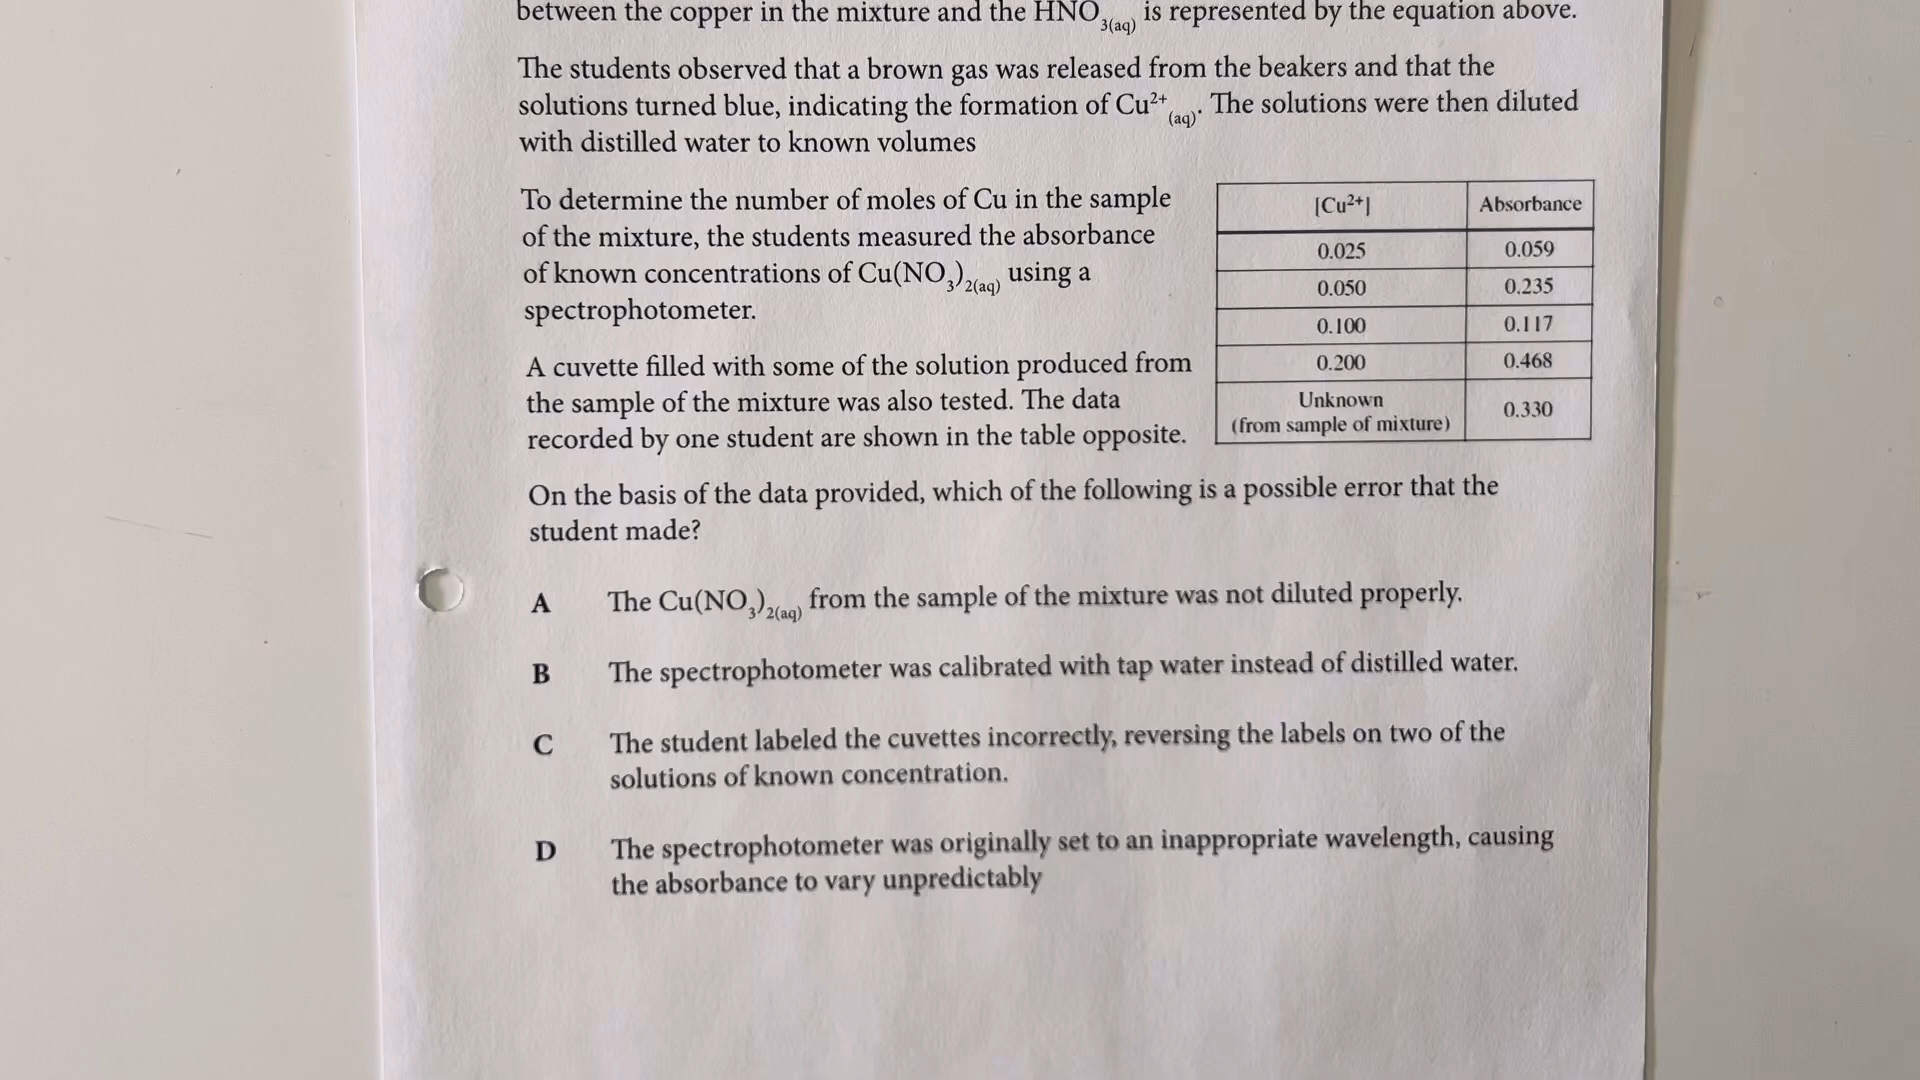 between the copper in the mixture and the HNO3(aq) is represented by the equation above.
The students observed that a brown gas was released from the beakers and that the
solutions turned blue, indicating the formation of Cu2+(aq). The solutions were then diluted
with distilled water to known volumes
To determine the number of moles of Cu in the sample
of the mixture, the students measured the absorbance
of known concentrations of Cu(NO3)2(aq) using a
spectrophotometer.
A cuvette filled with some of the solution produced from
the sample of the mixture was also tested. The data
recorded by one student are shown in the table opposite.
|Cu2+| Absorbance
0.025 0.059
0.050 0.235
0.100 0.117
0.200 0.468
Unknown
(from sample of mixture) 0.330
On the basis of the data provided, which of the following is a possible error that the
student made?
A The Cu(NO3)2(aq) from the sample of the mixture was not diluted properly.
B The spectrophotometer was calibrated with tap water instead of distilled water.
C The student labeled the cuvettes incorrectly, reversing the labels on two of the
solutions of known concentration.
D The spectrophotometer was originally set to an inappropriate wavelength, causing
the absorbance to vary unpredictably